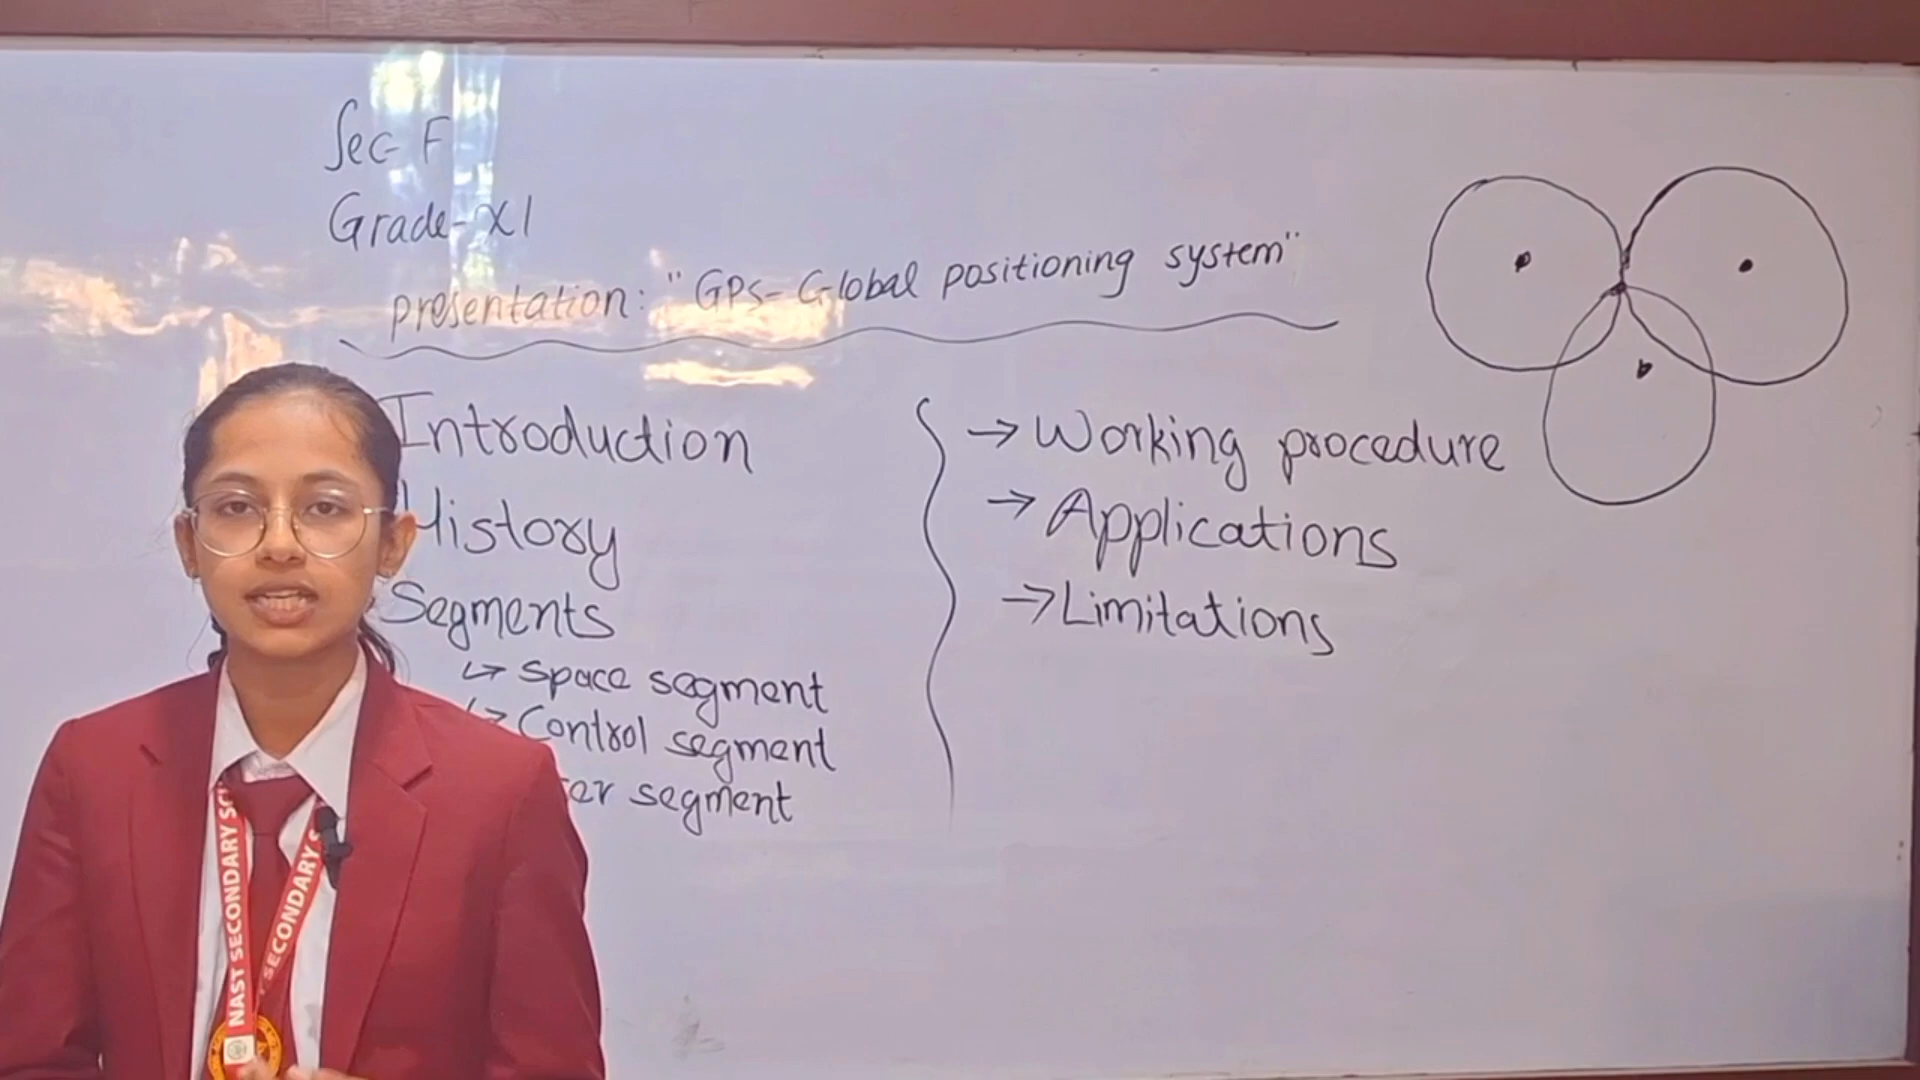 Sec-F
Grade-XI
presentation: "GPS-Global positioning system"
Introduction
History
Segments
↳ Space segment
↳ Control segment
segment
→ Working procedure
→ Applications
→ Limitations
NAST SECONDARY
SECONDARY